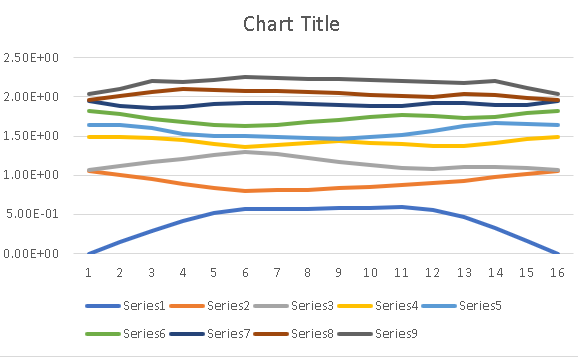 Chart Title
2.50E+00
2.00E+00
1.50E+00
1.00E+00
5.00E-01
0.00E+00
1 2 3 4 5 6 7 8 9 10 11 12 13 14 15 16
Series1 Series2 Series3 Series4 Series5
Series6 Series7 Series8 Series9